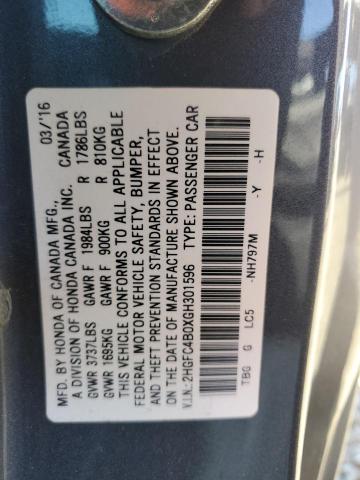 MFD. BY HONDA OF CANADA MFG., 03/'16
A DIVISION OF HONDA CANADA INC. CANADA
GVWR 3737LBS GAWR F 1984LBS R 1786LBS
GVWR 1695KG GAWR F 900KG R 810KG
THIS VEHICLE CONFORMS TO ALL APPLICABLE
FEDERAL MOTOR VEHICLE SAFETY, BUMPER,
AND THEFT PREVENTION STANDARDS IN EFFECT
ON THE DATE OF MANUFACTURE SHOWN ABOVE.
V.I.N.:2HGFC4B0XGH301596 TYPE: PASSENGER CAR
TBG G LC5 -NH797M -Y -H